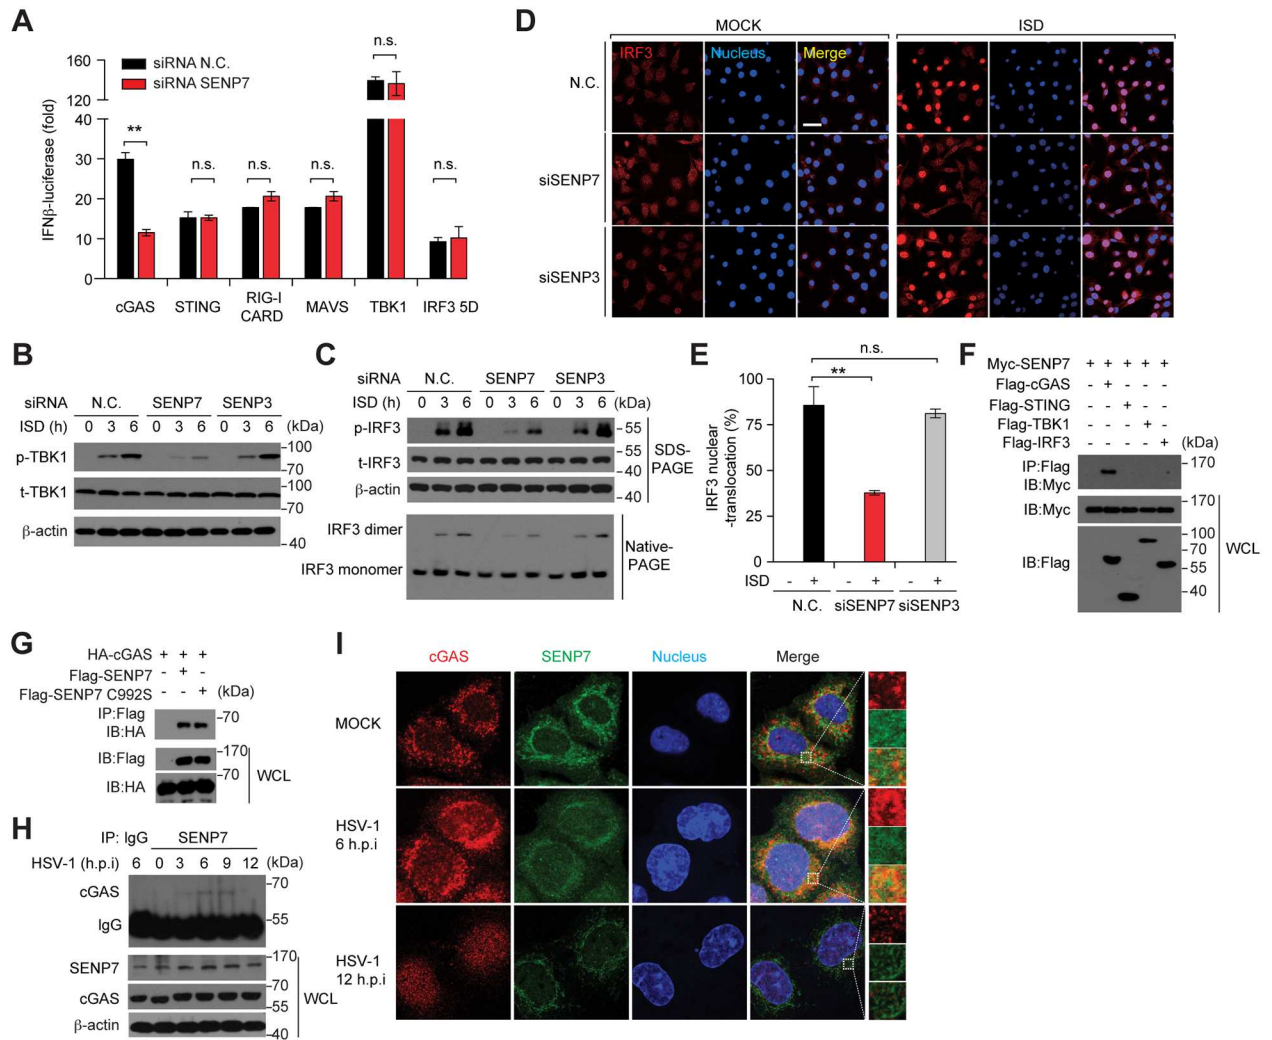 A
siRNA N.C.
siRNA SENP7
IFNβ-luciferase (fold)
160
120
40
30
20
10
0
**
n.s.
n.s.
n.s.
n.s.
n.s.
cGAS
STING
RIG-I
CARD
MAVS
TBK1
IRF3 5D
D
MOCK
ISD
IRF3
Nucleus
Merge
N.C.
siSENP7
siSENP3
B
siRNA N.C. SENP7 SENP3
ISD (h) 0 3 6 0 3 6 0 3 6 (kDa)
p-TBK1
100
70
t-TBK1
100
70
β-actin
40
C
siRNA N.C. SENP7 SENP3
ISD (h) 0 3 6 0 3 6 0 3 6 (kDa)
p-IRF3
55
40
t-IRF3
55
40
β-actin
40
SDS-
PAGE
IRF3 dimer
IRF3 monomer
Native-
PAGE
E
n.s.
**
IRF3 nuclear
-translocation (%)
100
75
50
25
0
ISD - + - + - +
N.C. siSENP7 siSENP3
F
Myc-SENP7 + + + + +
Flag-cGAS - + - - -
Flag-STING - - + - -
Flag-TBK1 - - - + -
Flag-IRF3 - - - - + (kDa)
IP:Flag
IB:Myc
170
IB:Myc
170
IB:Flag
100
70
55
40
WCL
G
HA-cGAS + + +
Flag-SENP7 - + -
Flag-SENP7 C992S - - + (kDa)
IP:Flag
IB:HA
70
IB:Flag
170
IB:HA
70
WCL
H
IP: IgG SENP7
HSV-1 (h.p.i) 6 0 3 6 9 12 (kDa)
cGAS
70
IgG
55
SENP7
170
cGAS
70
55
β-actin
40
WCL
I
cGAS
SENP7
Nucleus
Merge
MOCK
HSV-1
6 h.p.i
HSV-1
12 h.p.i